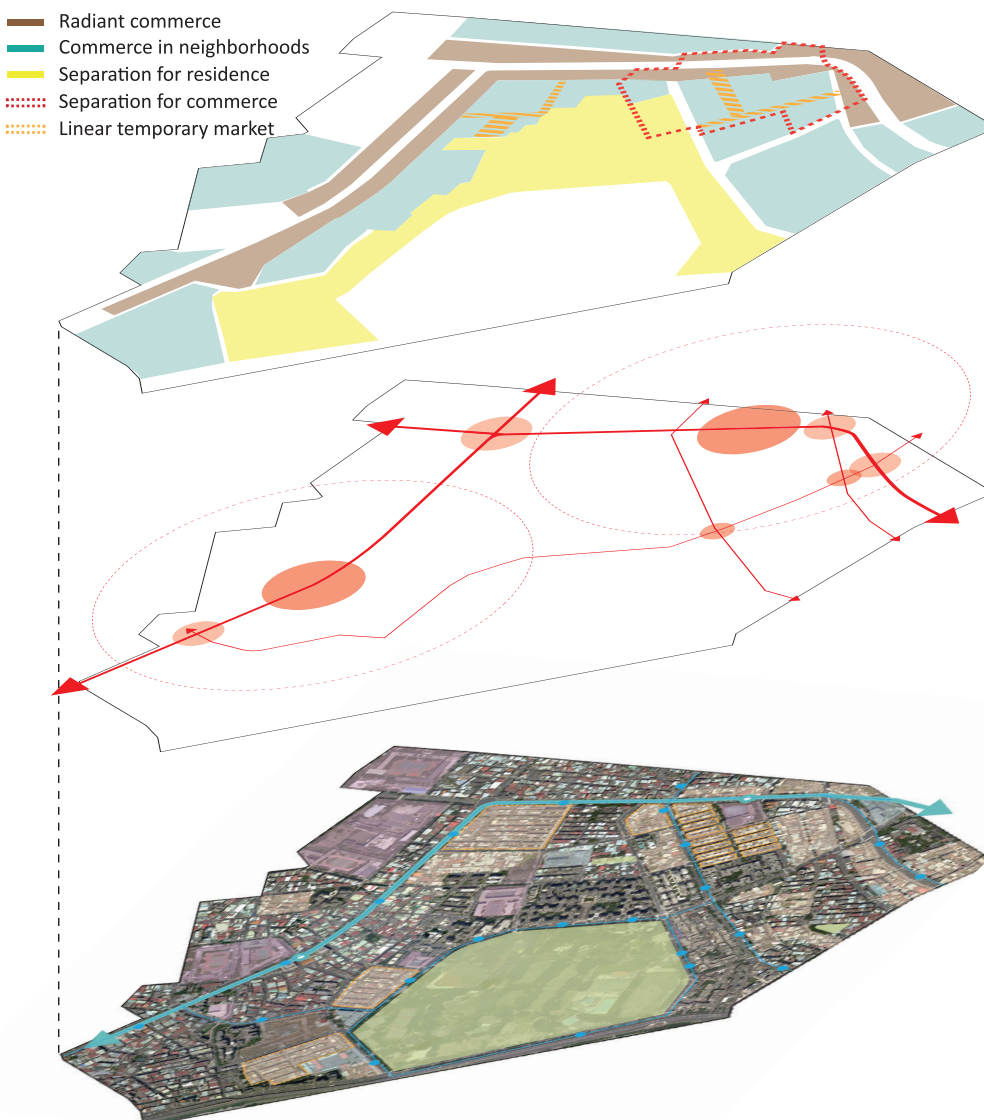 Radiant commerce
Commerce in neighborhoods
Separation for residence
Separation for commerce
Linear temporary market